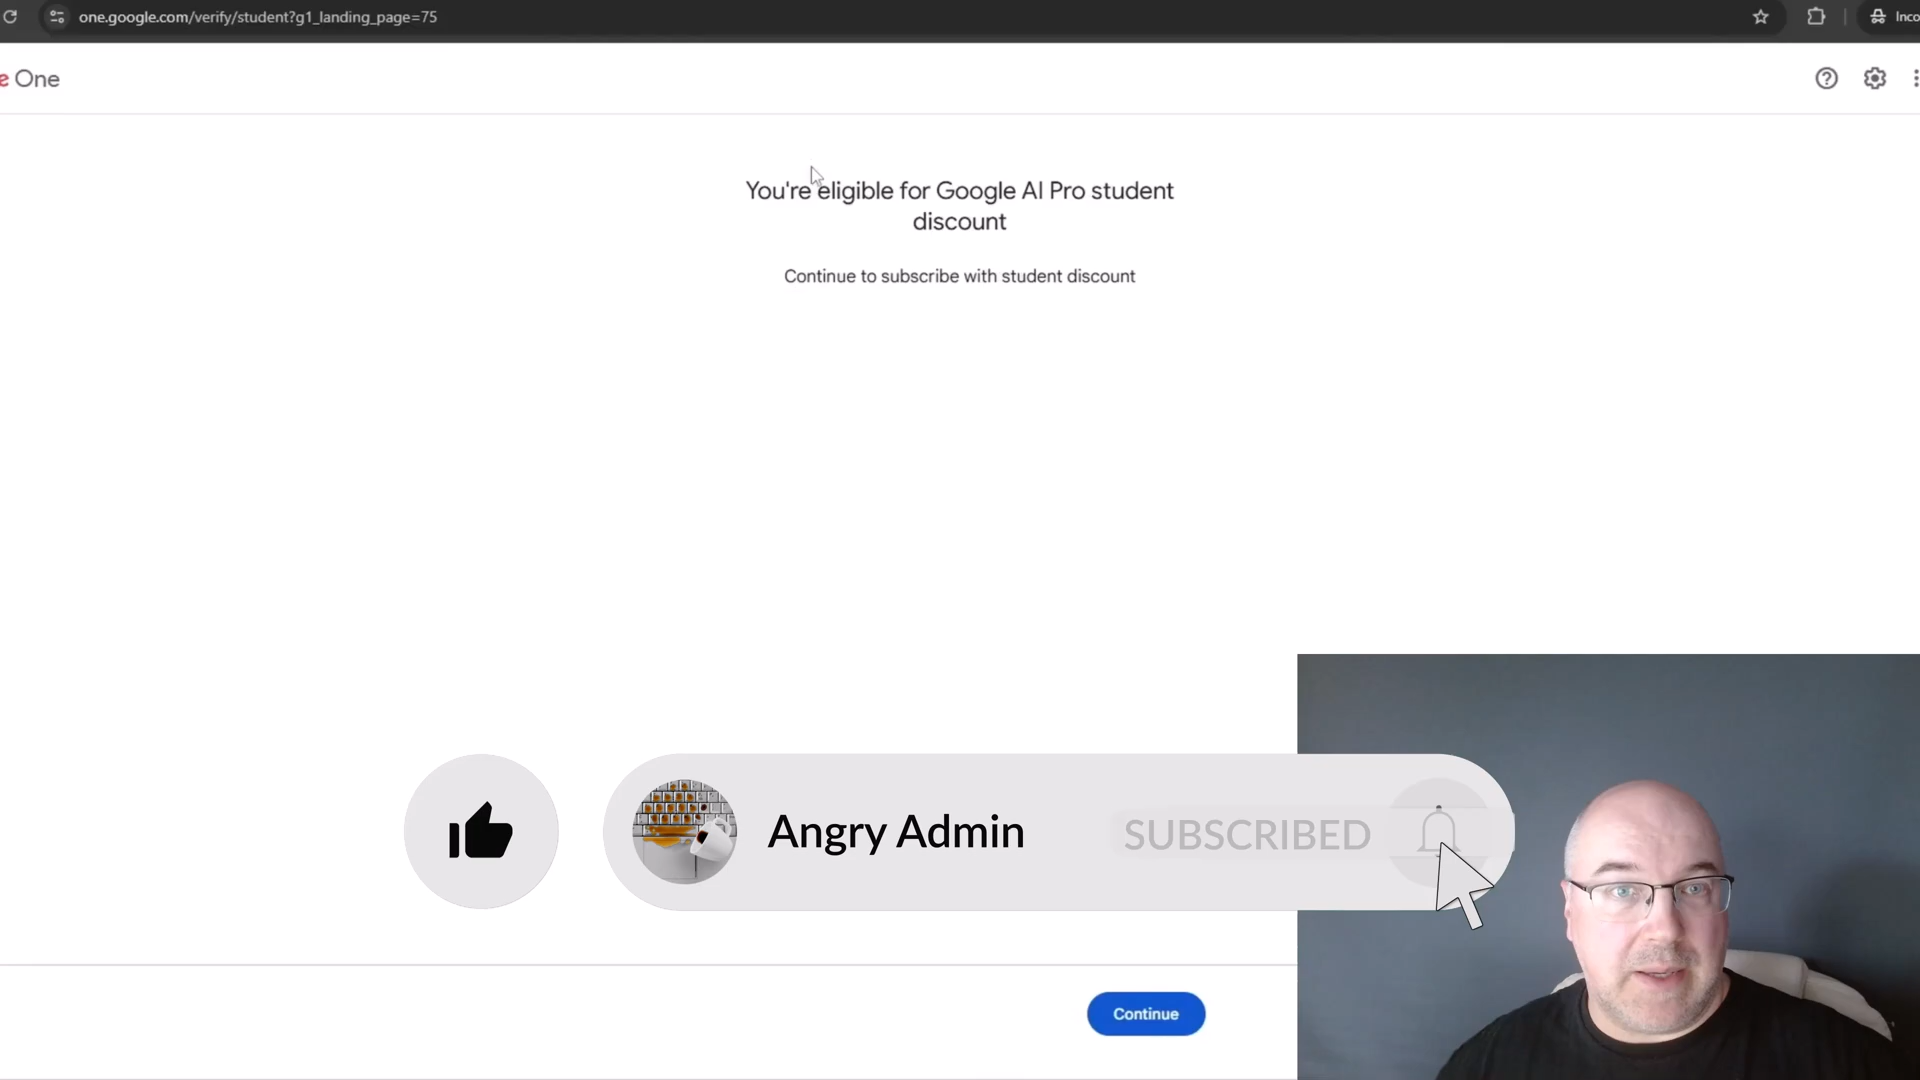 one.google.com/verify/student?g1_landing_page=75
Inco
e One
You're eligible for Google AI Pro student
discount
Continue to subscribe with student discount
Angry Admin
SUBSCRIBED
Continue